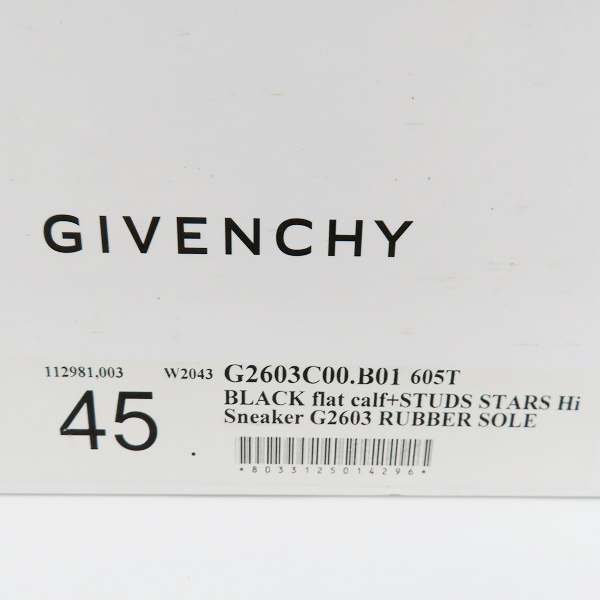 GIVENCHY
112981,003 W2043 G2603C00.B01 605T
45 .
BLACK flat calf+STUDS STARS Hi
Sneaker G2603 RUBBER SOLE
*8033125014296*